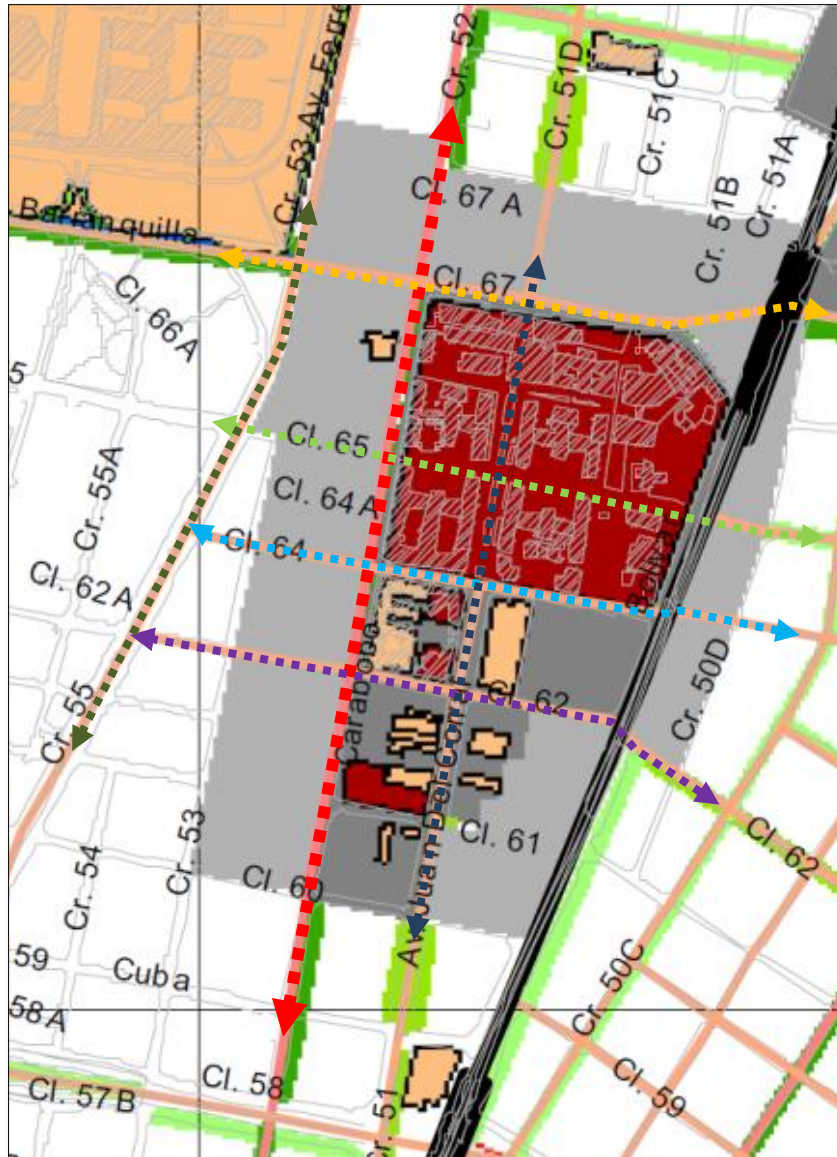 Cr. 52
Cr. 51D
Cr. 51C
Cr. 53 Av. Ferro
Cr. 51A
Cr. 51B
Cl. 67 A
Barranquilla
Cl. 67
Cl. 66A
5
Cl. 65
Cr. 55A
Cl. 64 A
Cl. 64
Cl. 62A
Bolívar
Carabobo
Cr. 50D
Cl. 62
Cr. 55
Av. Juan Del Corral
Cl. 61
Cl. 62
Cr. 53
Cr. 54
Cl. 60
59
Cuba
Cr. 50C
58A
Cl. 58
Cl. 57B
Cr. 51
Cl. 59